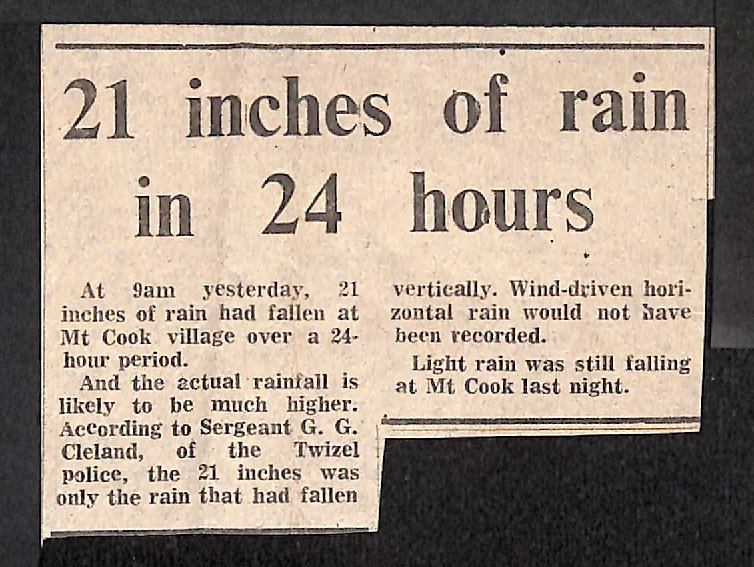 21 inches of rain
in 24 hours
At 9am yesterday, 21
inches of rain had fallen at
Mt Cook village over a 24-
hour period.
And the actual rainfall is
likely to be much higher.
According to Sergeant G. G.
Cleland, of the Twizel
police, the 21 inches was
only the rain that had fallen
vertically. Wind-driven hori-
zontal rain would not have
been recorded.
Light rain was still falling
at Mt Cook last night.